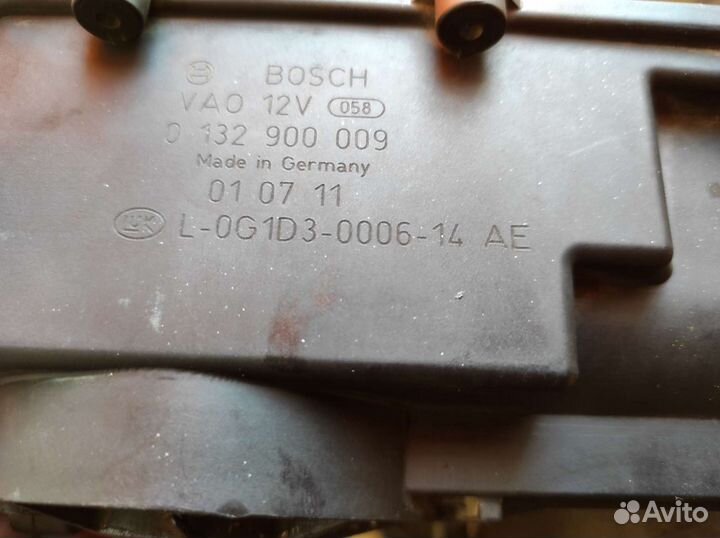 BOSCH
VAO 12V 058
0 132 900 009
Made in Germany
01 07 11
LUK L-0G1D3-0006-14 AE
Avito